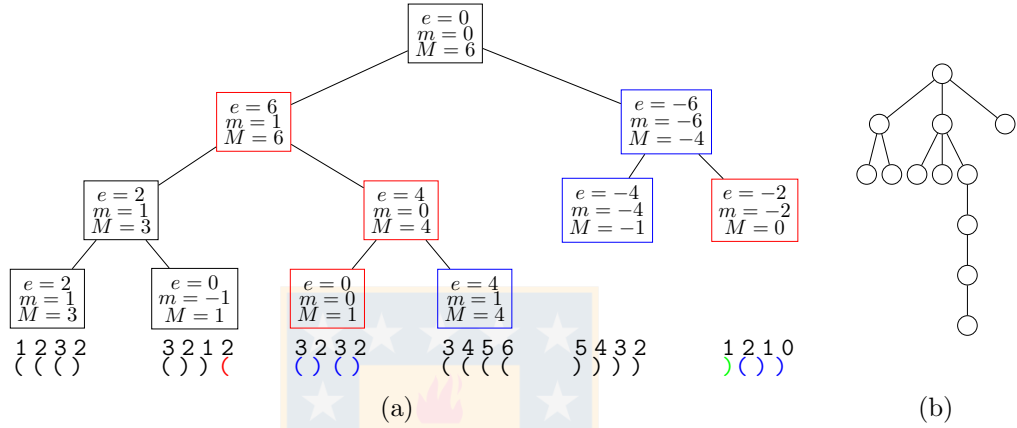 e = 0
m = 0
M = 6
e = 6
m = 1
M = 6
e = −6
m = −6
M = −4
e = 2
m = 1
M = 3
e = 4
m = 0
M = 4
e = −4
m = −4
M = −1
e = −2
m = −2
M = 0
e = 2
m = 1
M = 3
e = 0
m = −1
M = 1
e = 0
m = 0
M = 1
e = 4
m = 1
M = 4
1 2 3 2 3 2 1 2 3 2 3 2 3 4 5 6 5 4 3 2 1 2 1 0
( ( ( ) ( ) ) ( ( ) ( ) ( ( ( ( ) ) ) ) ) ( ) )
(a)
(b)